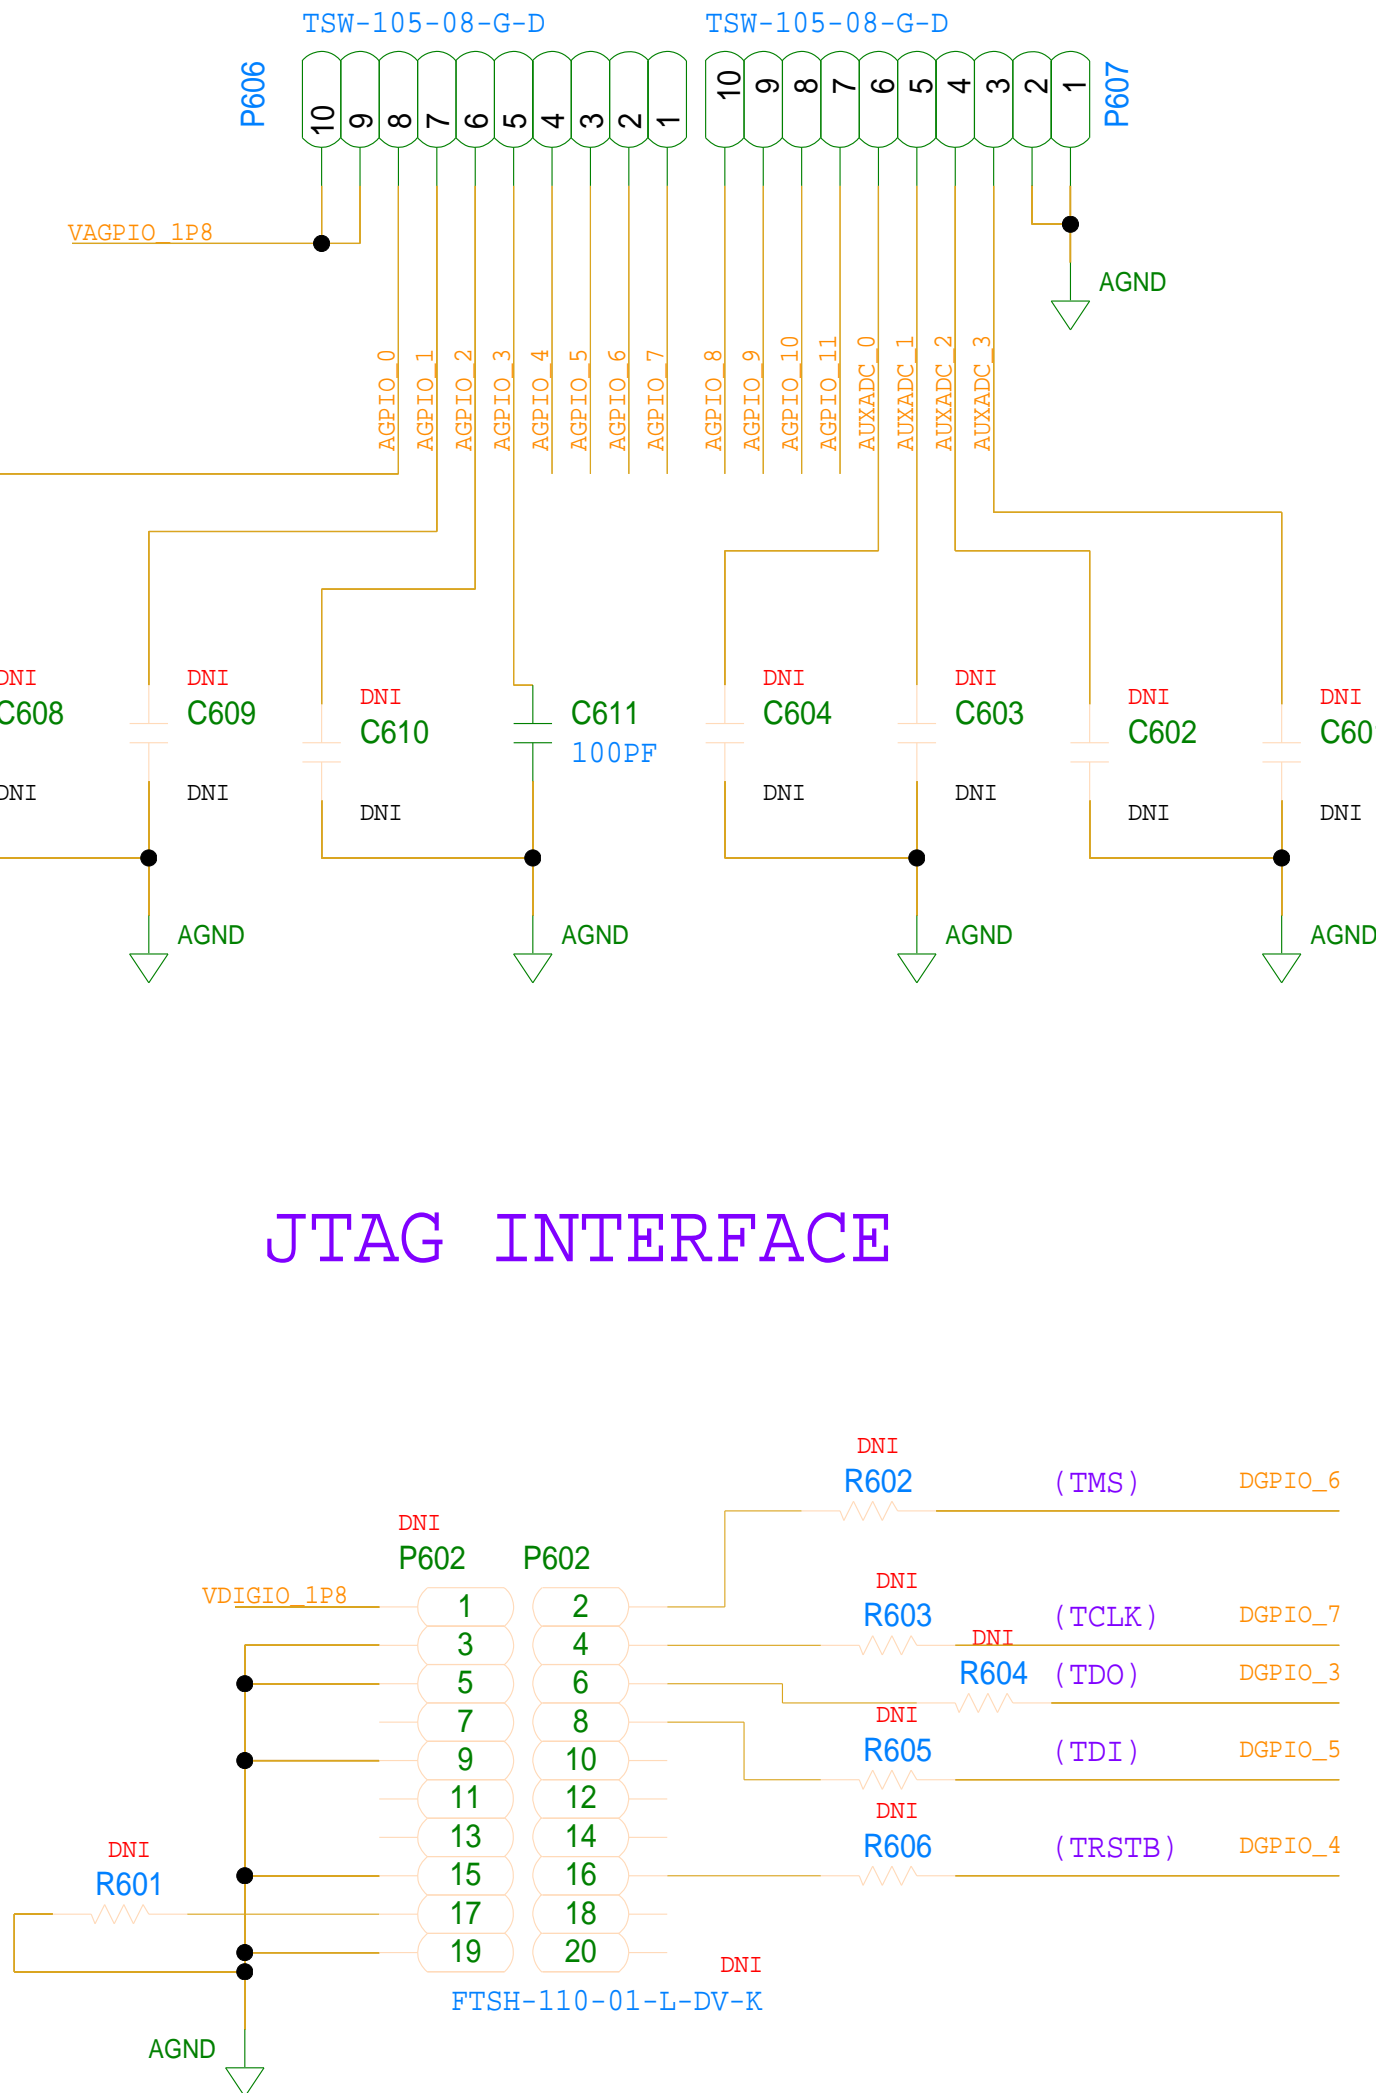 TSW-105-08-G-D
TSW-105-08-G-D
P606
10 9 8 7 6 5 4 3 2 1
10 9 8 7 6 5 4 3 2 1
P607
VAGPIO_1P8
AGND
AGPIO_0
AGPIO_1
AGPIO_2
AGPIO_3
AGPIO_4
AGPIO_5
AGPIO_6
AGPIO_7
AGPIO_8
AGPIO_9
AGPIO_10
AGPIO_11
AUXADC_0
AUXADC_1
AUXADC_2
AUXADC_3
DNI
C608
DNI
DNI
C609
DNI
DNI
C610
DNI
C611
100PF
DNI
C604
DNI
DNI
C603
DNI
DNI
C602
DNI
DNI
C60
DNI
AGND
AGND
AGND
AGND
JTAG INTERFACE
DNI
R602
(TMS)
DGPIO_6
DNI
P602
P602
VDIGIO_1P8
1 2
3 4
5 6
7 8
9 10
11 12
13 14
15 16
17 18
19 20
DNI
R603
(TCLK)
DGPIO_7
DNI
R604
(TDO)
DGPIO_3
DNI
R605
(TDI)
DGPIO_5
DNI
R606
(TRSTB)
DGPIO_4
DNI
R601
DNI
FTSH-110-01-L-DV-K
AGND